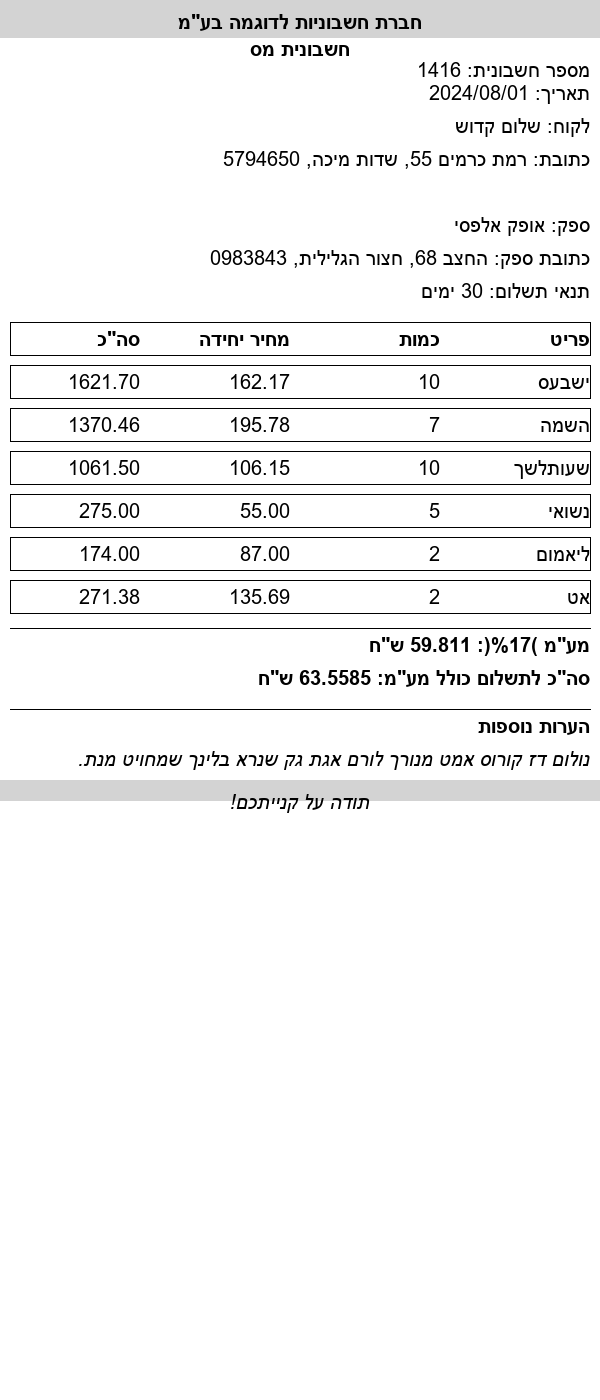 חברת חשבוניות לדוגמה בע"מ
חשבונית מס
מספר חשבונית: 1416
תאריך: 2024/08/01
לקוח: שלום קדוש
כתובת: רמת כרמים 55, שדות מיכה, 5794650
ספק: אופק אלפסי
כתובת ספק: החצב 68, חצור הגלילית, 0983843
תנאי תשלום: 30 ימים
פריט כמות מחיר יחידה סה"כ
ישבעס 10 162.17 1621.70
השמה 7 195.78 1370.46
שעותלשך 10 106.15 1061.50
נשואי 5 55.00 275.00
ליאמום 2 87.00 174.00
אט 2 135.69 271.38
מע"מ )17%(: 59.811 ש"ח
סה"כ לתשלום כולל מע"מ: 63.5585 ש"ח
הערות נוספות
נולום דז קורוס אמט מנורך לורם אגת גק שנרא בלינך שמחויט מנת.
תודה על קנייתכם!